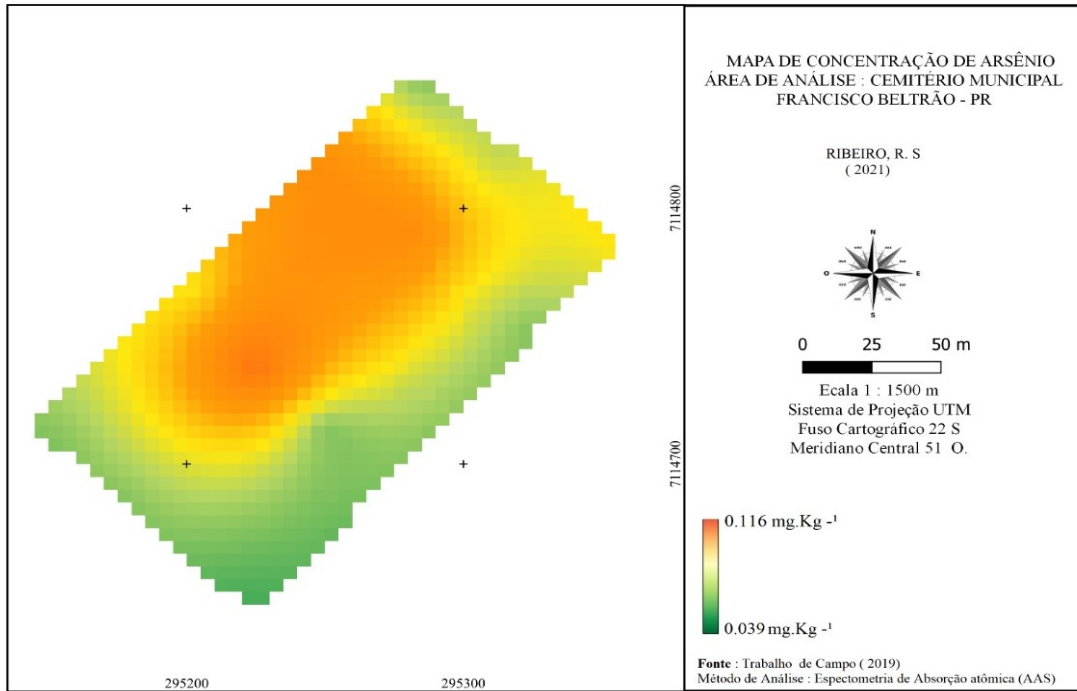 MAPA DE CONCENTRAÇÃO DE ARSÊNIO
ÁREA DE ANÁLISE : CEMITÉRIO MUNICIPAL
FRANCISCO BELTRÃO - PR
RIBEIRO, R. S
( 2021)
N
O
E
S
0 25 50 m
Ecala 1 : 1500 m
Sistema de Projeção UTM
Fuso Cartográfico 22 S
Meridiano Central 51 O.
7114800
7114700
0.116 mg.Kg -¹
0.039 mg.Kg -¹
Fonte : Trabalho de Campo ( 2019)
Método de Análise : Espectometria de Absorção atômica (AAS)
295200 295300